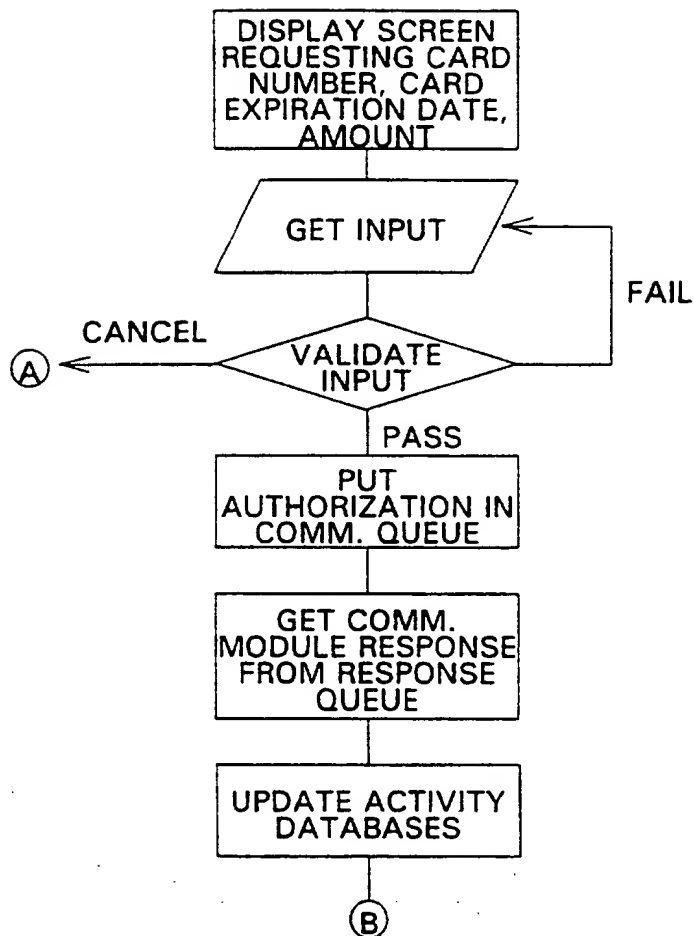 DISPLAY SCREEN
REQUESTING CARD
NUMBER, CARD
EXPIRATION DATE,
AMOUNT
GET INPUT
FAIL
CANCEL
A
VALIDATE
INPUT
PASS
PUT
AUTHORIZATION IN
COMM. QUEUE
GET COMM.
MODULE RESPONSE
FROM RESPONSE
QUEUE
UPDATE ACTIVITY
DATABASES
B